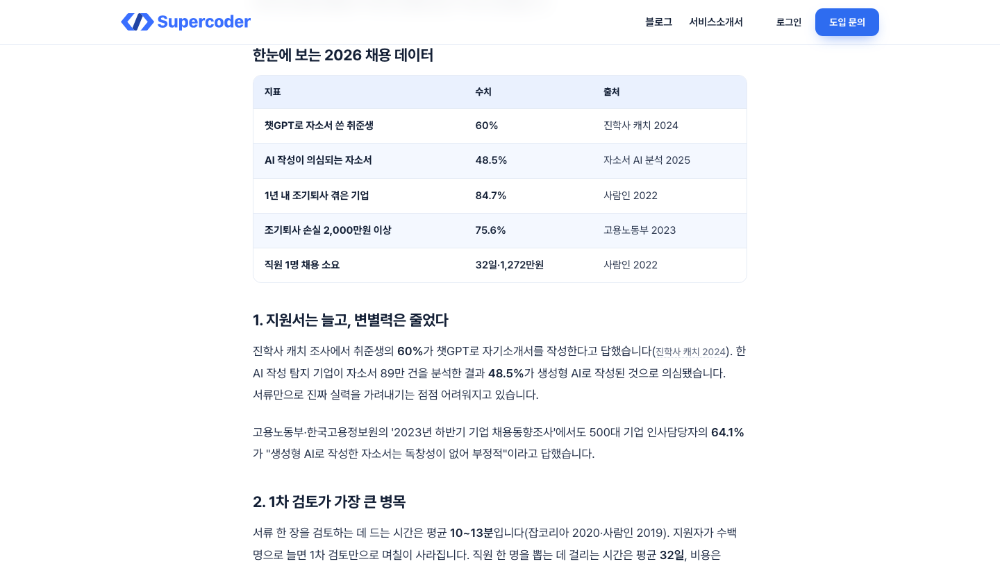 Supercoder
블로그 서비스소개서 로그인 도입 문의
한눈에 보는 2026 채용 데이터
지표 수치 출처
챗GPT로 자소서 쓴 취준생 60% 진학사 캐치 2024
AI 작성이 의심되는 자소서 48.5% 자소서 AI 분석 2025
1년 내 조기퇴사 겪은 기업 84.7% 사람인 2022
조기퇴사 손실 2,000만원 이상 75.6% 고용노동부 2023
직원 1명 채용 소요 32일·1,272만원 사람인 2022
1. 지원서는 늘고, 변별력은 줄었다
진학사 캐치 조사에서 취준생의 60%가 챗GPT로 자기소개서를 작성한다고 답했습니다(진학사 캐치 2024). 한
AI 작성 탐지 기업이 자소서 89만 건을 분석한 결과 48.5%가 생성형 AI로 작성된 것으로 의심됐습니다.
서류만으로 진짜 실력을 가려내기는 점점 어려워지고 있습니다.
고용노동부·한국고용정보원의 '2023년 하반기 기업 채용동향조사'에서도 500대 기업 인사담당자의 64.1%
가 "생성형 AI로 작성한 자소서는 독창성이 없어 부정적"이라고 답했습니다.
2. 1차 검토가 가장 큰 병목
서류 한 장을 검토하는 데 드는 시간은 평균 10~13분입니다(잡코리아 2020·사람인 2019). 지원자가 수백
명으로 늘면 1차 검토만으로 며칠이 사라집니다. 직원 한 명을 뽑는 데 걸리는 시간은 평균 32일, 비용은